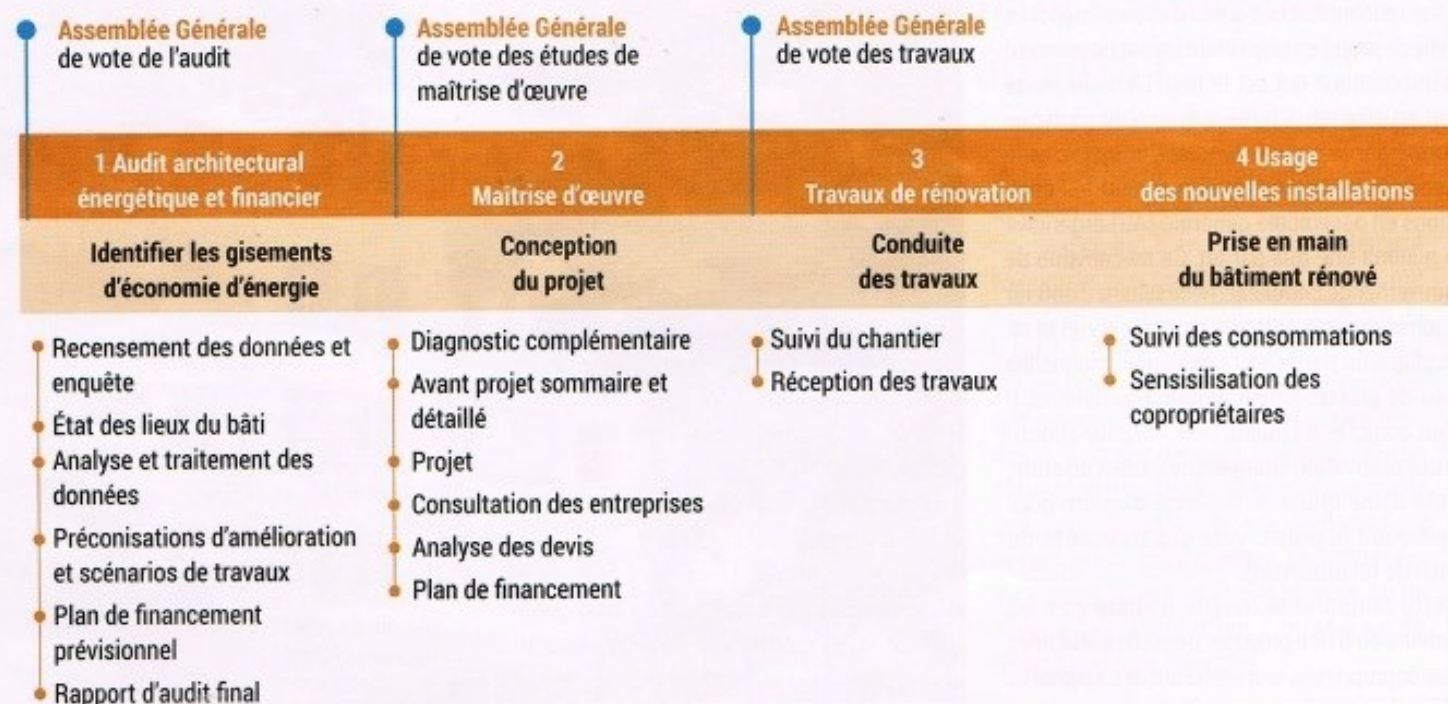 Assemblée Générale
de vote de l'audit
Assemblée Générale
de vote des études de
maîtrise d'œuvre
Assemblée Générale
de vote des travaux
1 Audit architectural
énergétique et financier
2
Maîtrise d'œuvre
3
Travaux de rénovation
4 Usage
des nouvelles installations
Identifier les gisements
d'économie d'énergie
Conception
du projet
Conduite
des travaux
Prise en main
du bâtiment rénové
Recensement des données et
enquête
État des lieux du bâti
Analyse et traitement des
données
Préconisations d'amélioration
et scénarios de travaux
Plan de financement
prévisionnel
Rapport d'audit final
Diagnostic complémentaire
Avant projet sommaire et
détaillé
Projet
Consultation des entreprises
Analyse des devis
Plan de financement
Suivi du chantier
Réception des travaux
Suivi des consommations
Sensisilisation des
copropriétaires